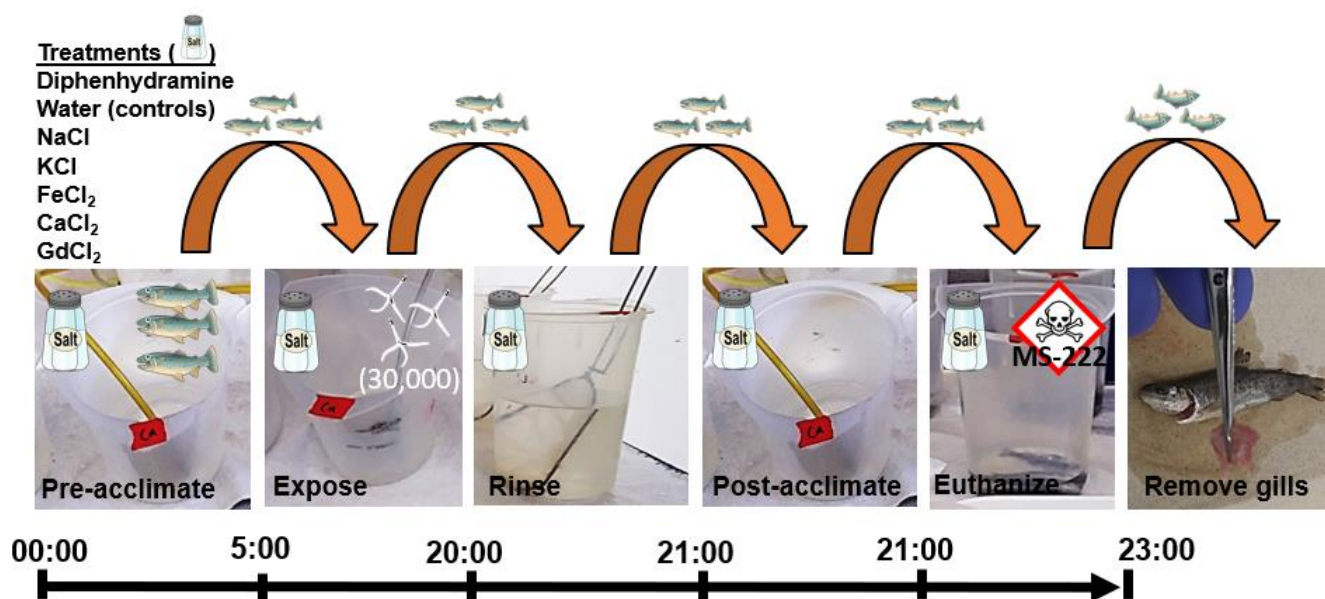 Treatments (Salt)
Diphenhydramine
Water (controls)
NaCl
KCl
FeCl₂
CaCl₂
GdCl₂
Salt
CA
Pre-acclimate
Salt
(30,000)
CA
Expose
Salt
Rinse
Salt
CA
Post-acclimate
Salt
MS-222
Euthanize
Remove gills
00:00 5:00 20:00 21:00 21:00 23:00